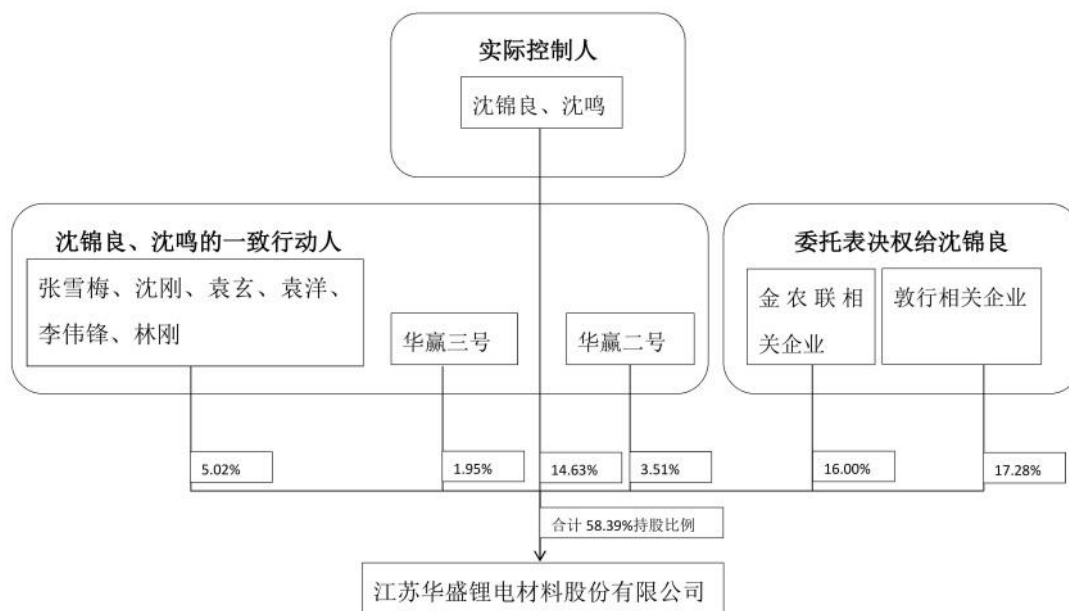 实际控制人
沈锦良、沈鸣
沈锦良、沈鸣的一致行动人
张雪梅、沈刚、袁玄、袁洋、
李伟锋、林刚
华赢三号
华赢二号
委托表决权给沈锦良
金农联相
关企业
敦行相关企业
5.02%
1.95%
14.63%
3.51%
16.00%
17.28%
合计 58.39%持股比例
江苏华盛锂电材料股份有限公司